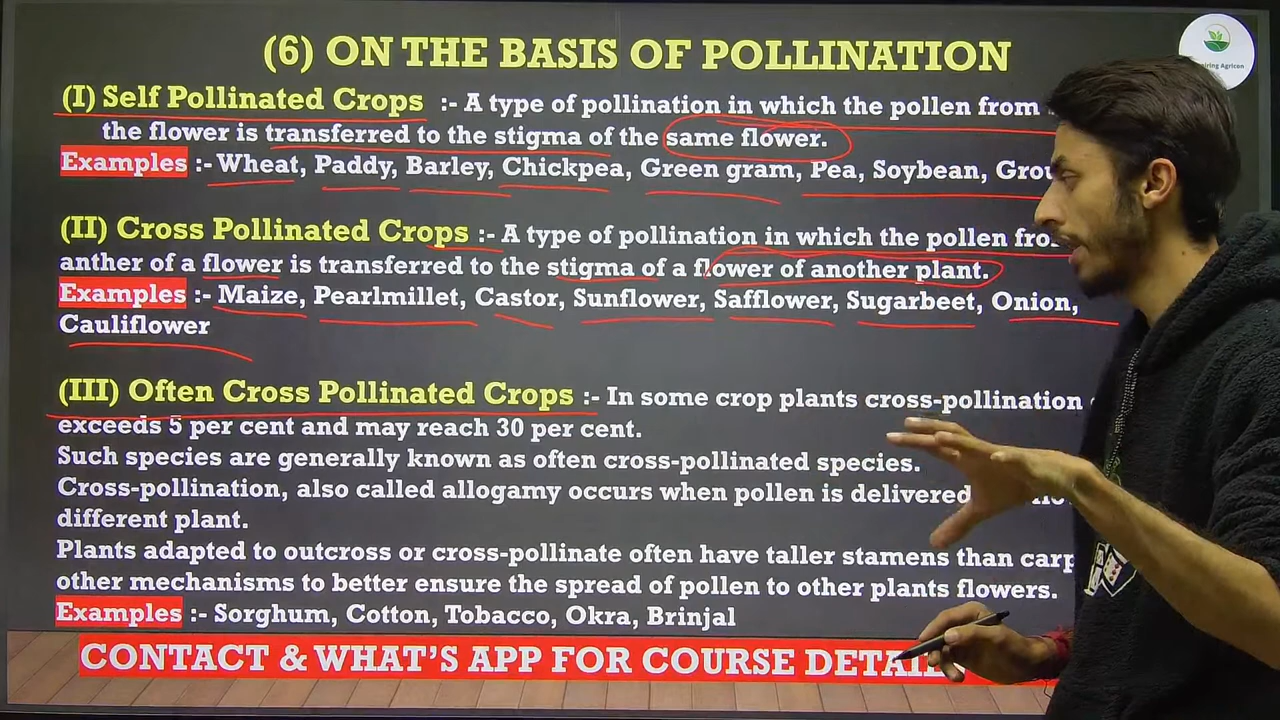 (6) ON THE BASIS OF POLLINATION
Agricon
(I) Self Pollinated Crops :- A type of pollination in which the pollen from
the flower is transferred to the stigma of the same flower.
Examples :- Wheat, Paddy, Barley, Chickpea, Green gram, Pea, Soybean,
(II) Cross Pollinated Crops :- A type of pollination in which the pollen
anther of a flower is transferred to the stigma of a flower of another plant.
Examples :- Maize, Pearlmillet, Castor, Sunflower, Safflower, Sugarbeet, Onion,
Cauliflower
(III) Often Cross Pollinated Crops :- In some crop plants cross-pollination
exceeds 5 per cent and may reach 30 per cent.
Such species are generally known as often cross-pollinated species.
Cross-pollination, also called allogamy occurs when pollen is delivered
different plant.
Plants adapted to outcross or cross-pollinate often have taller stamens than
other mechanisms to better ensure the spread of pollen to other plants flowers.
Examples :- Sorghum, Cotton, Tobacco, Okra, Brinjal
CONTACT & WHAT'S APP FOR COURSE